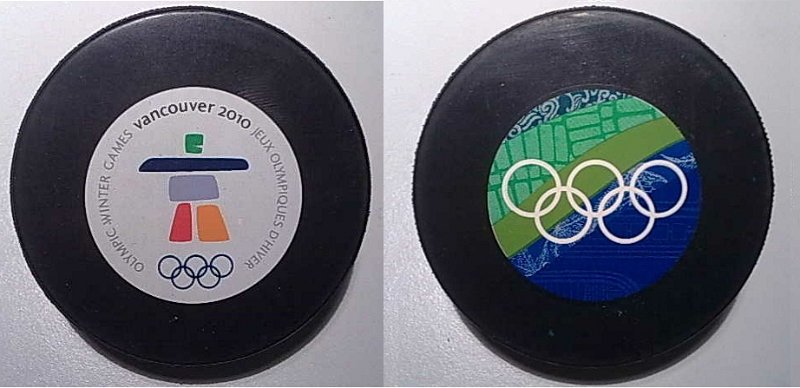 OLYMPIC WINTER GAMES
vancouver 2010
JEUX OLYMPIQUES D'HIVER